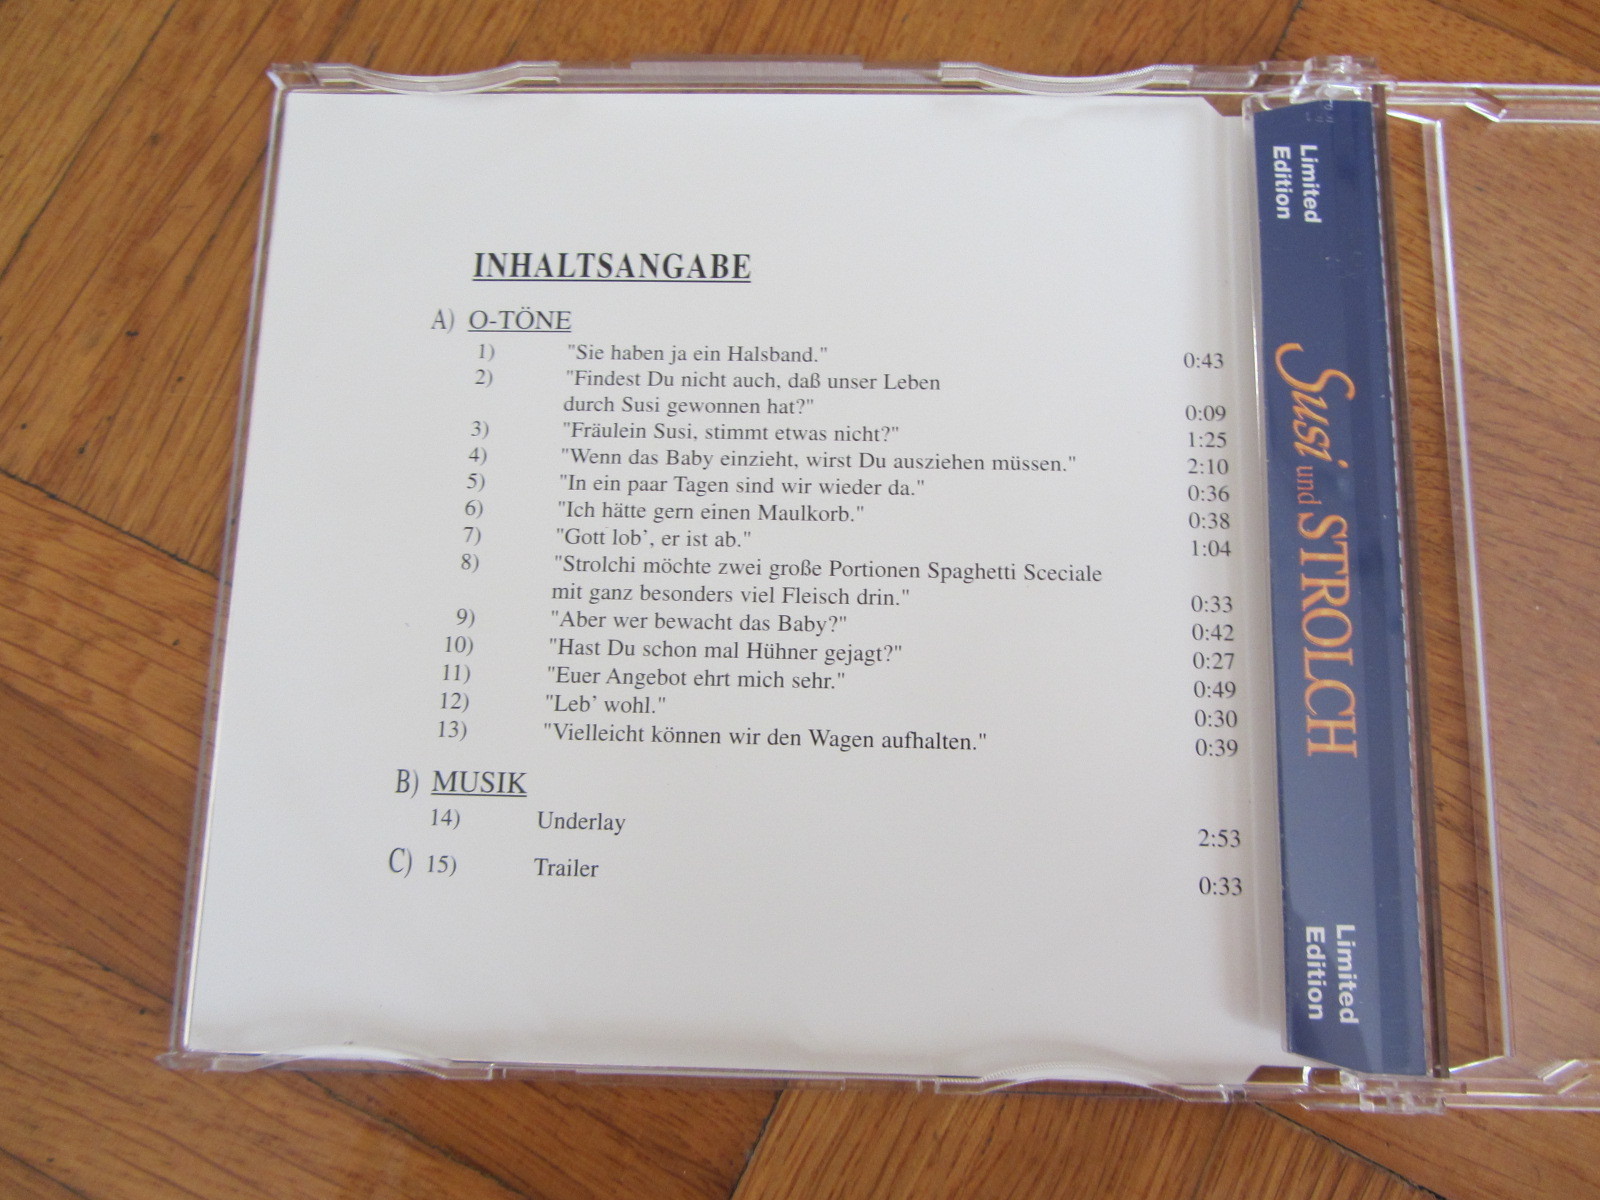 INHALTSANGABE
A) O-TÖNE
1) "Sie haben ja ein Halsband." 0:43
2) "Findest Du nicht auch, daß unser Leben
durch Susi gewonnen hat?" 0:09
3) "Fräulein Susi, stimmt etwas nicht?" 1:25
4) "Wenn das Baby einzieht, wirst Du ausziehen müssen." 2:10
5) "In ein paar Tagen sind wir wieder da." 0:36
6) "Ich hätte gern einen Maulkorb." 0:38
7) "Gott lob', er ist ab." 1:04
8) "Strolchi möchte zwei große Portionen Spaghetti Sceciale
mit ganz besonders viel Fleisch drin." 0:33
9) "Aber wer bewacht das Baby?" 0:42
10) "Hast Du schon mal Hühner gejagt?" 0:27
11) "Euer Angebot ehrt mich sehr." 0:49
12) "Leb' wohl." 0:30
13) "Vielleicht können wir den Wagen aufhalten." 0:39
B) MUSIK
14) Underlay 2:53
C) 15) Trailer 0:33
Limited
Edition
Susi und STROLCH
Limited
Edition